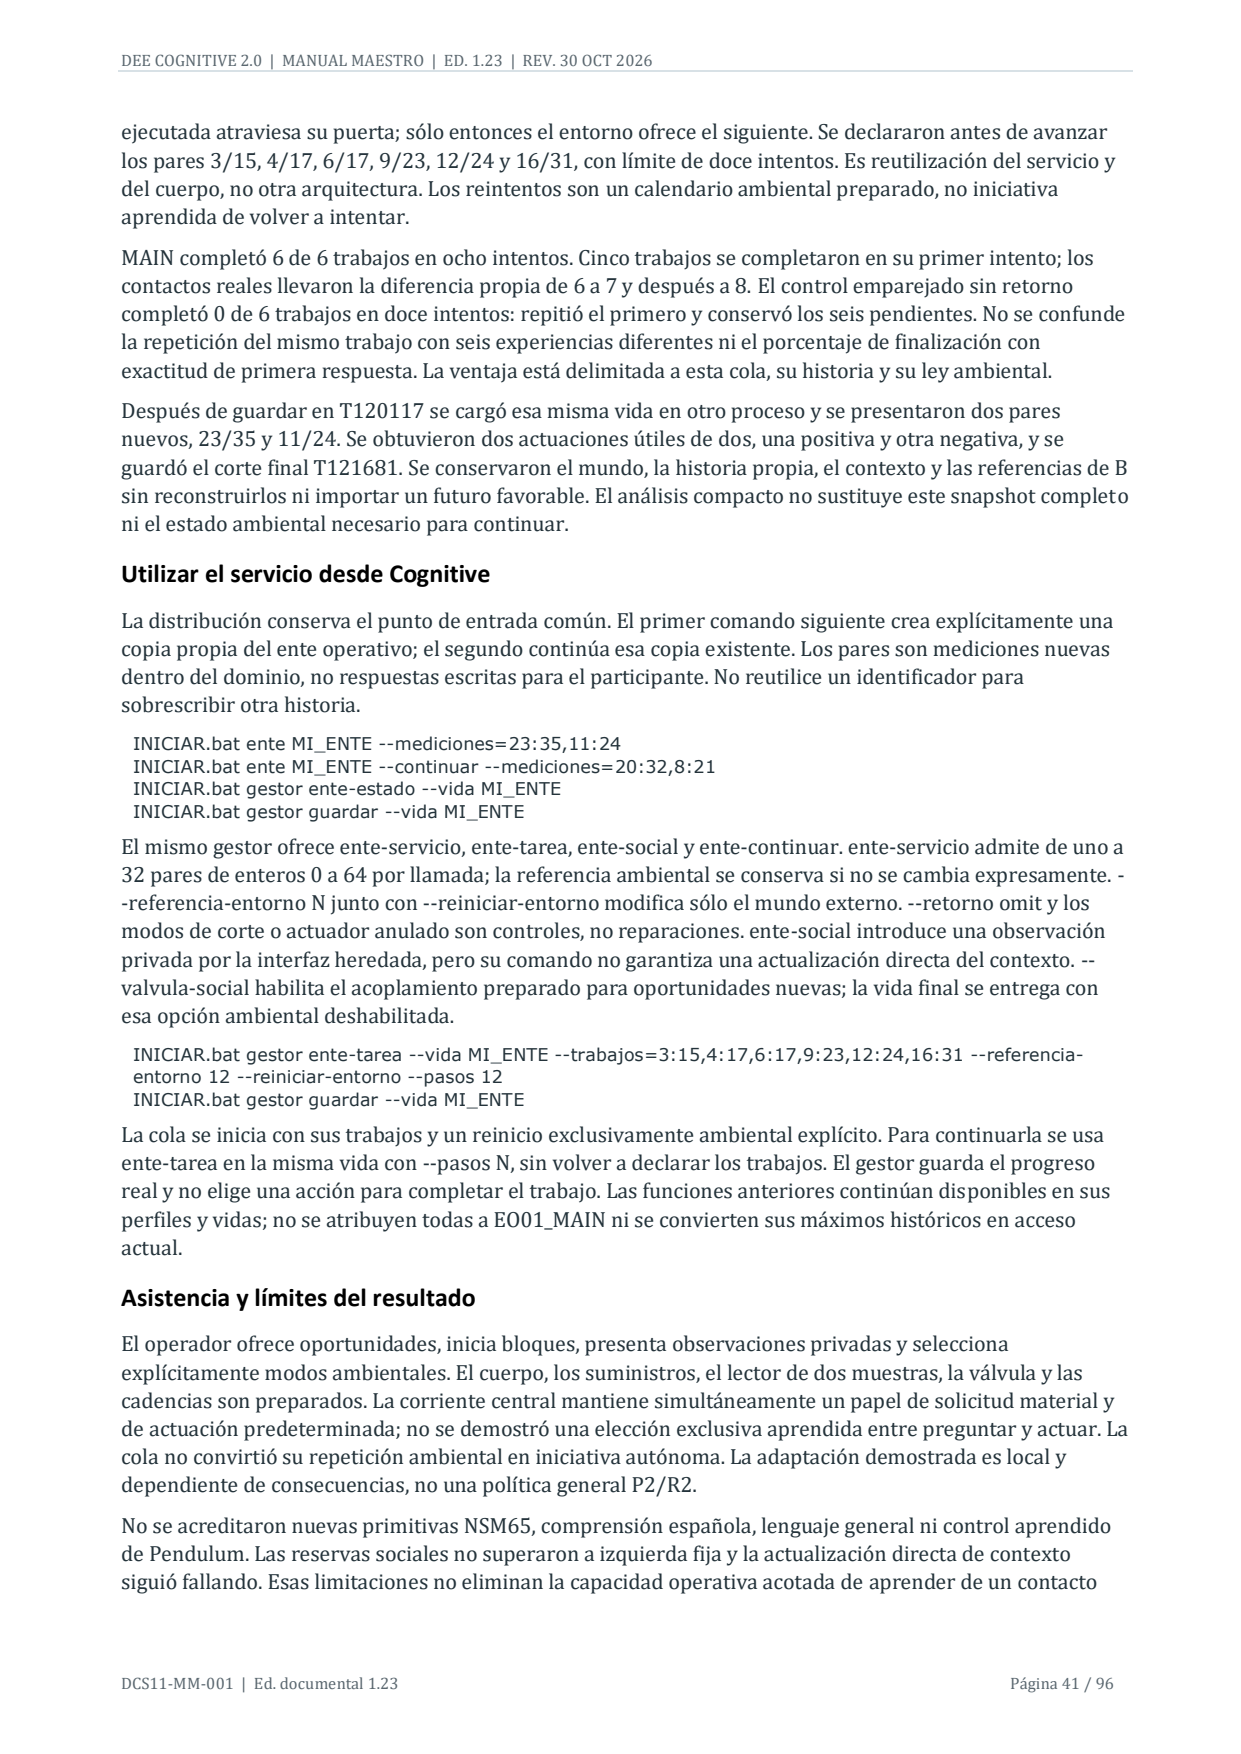 DEE COGNITIVE 2.0 | MANUAL MAESTRO | ED. 1.23 | REV. 30 OCT 2026
ejecutada atraviesa su puerta; sólo entonces el entorno ofrece el siguiente. Se declararon antes de avanzar
los pares 3/15, 4/17, 6/17, 9/23, 12/24 y 16/31, con límite de doce intentos. Es reutilización del servicio y
del cuerpo, no otra arquitectura. Los reintentos son un calendario ambiental preparado, no iniciativa
aprendida de volver a intentar.
MAIN completó 6 de 6 trabajos en ocho intentos. Cinco trabajos se completaron en su primer intento; los
contactos reales llevaron la diferencia propia de 6 a 7 y después a 8. El control emparejado sin retorno
completó 0 de 6 trabajos en doce intentos: repitió el primero y conservó los seis pendientes. No se confunde
la repetición del mismo trabajo con seis experiencias diferentes ni el porcentaje de finalización con
exactitud de primera respuesta. La ventaja está delimitada a esta cola, su historia y su ley ambiental.
Después de guardar en T120117 se cargó esa misma vida en otro proceso y se presentaron dos pares
nuevos, 23/35 y 11/24. Se obtuvieron dos actuaciones útiles de dos, una positiva y otra negativa, y se
guardó el corte final T121681. Se conservaron el mundo, la historia propia, el contexto y las referencias de B
sin reconstruirlos ni importar un futuro favorable. El análisis compacto no sustituye este snapshot completo
ni el estado ambiental necesario para continuar.
Utilizar el servicio desde Cognitive
La distribución conserva el punto de entrada común. El primer comando siguiente crea explícitamente una
copia propia del ente operativo; el segundo continúa esa copia existente. Los pares son mediciones nuevas
dentro del dominio, no respuestas escritas para el participante. No reutilice un identificador para
sobrescribir otra historia.
INICIAR.bat ente MI_ENTE --mediciones=23:35,11:24
INICIAR.bat ente MI_ENTE --continuar --mediciones=20:32,8:21
INICIAR.bat gestor ente-estado --vida MI_ENTE
INICIAR.bat gestor guardar --vida MI_ENTE
El mismo gestor ofrece ente-servicio, ente-tarea, ente-social y ente-continuar. ente-servicio admite de uno a
32 pares de enteros 0 a 64 por llamada; la referencia ambiental se conserva si no se cambia expresamente. -
-referencia-entorno N junto con --reiniciar-entorno modifica sólo el mundo externo. --retorno omit y los
modos de corte o actuador anulado son controles, no reparaciones. ente-social introduce una observación
privada por la interfaz heredada, pero su comando no garantiza una actualización directa del contexto. --
valvula-social habilita el acoplamiento preparado para oportunidades nuevas; la vida final se entrega con
esa opción ambiental deshabilitada.
INICIAR.bat gestor ente-tarea --vida MI_ENTE --trabajos=3:15,4:17,6:17,9:23,12:24,16:31 --referencia-
entorno 12 --reiniciar-entorno --pasos 12
INICIAR.bat gestor guardar --vida MI_ENTE
La cola se inicia con sus trabajos y un reinicio exclusivamente ambiental explícito. Para continuarla se usa
ente-tarea en la misma vida con --pasos N, sin volver a declarar los trabajos. El gestor guarda el progreso
real y no elige una acción para completar el trabajo. Las funciones anteriores continúan disponibles en sus
perfiles y vidas; no se atribuyen todas a EO01_MAIN ni se convierten sus máximos históricos en acceso
actual.
Asistencia y límites del resultado
El operador ofrece oportunidades, inicia bloques, presenta observaciones privadas y selecciona
explícitamente modos ambientales. El cuerpo, los suministros, el lector de dos muestras, la válvula y las
cadencias son preparados. La corriente central mantiene simultáneamente un papel de solicitud material y
de actuación predeterminada; no se demostró una elección exclusiva aprendida entre preguntar y actuar. La
cola no convirtió su repetición ambiental en iniciativa autónoma. La adaptación demostrada es local y
dependiente de consecuencias, no una política general P2/R2.
No se acreditaron nuevas primitivas NSM65, comprensión española, lenguaje general ni control aprendido
de Pendulum. Las reservas sociales no superaron a izquierda fija y la actualización directa de contexto
siguió fallando. Esas limitaciones no eliminan la capacidad operativa acotada de aprender de un contacto
DCS11-MM-001 | Ed. documental 1.23
Página 41 / 96